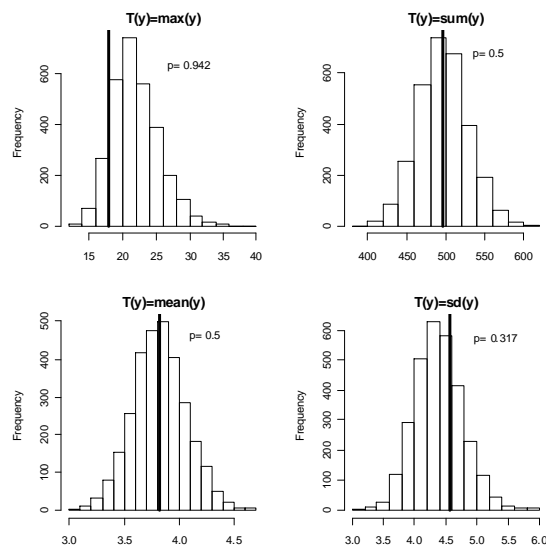 T(y)=max(y)
p= 0.942
Frequency
0 200 400 600
15 20 25 30 35 40
T(y)=sum(y)
p= 0.5
Frequency
0 200 400 600
400 450 500 550 600
T(y)=mean(y)
p= 0.5
Frequency
0 100 200 300 400 500
3.0 3.5 4.0 4.5
T(y)=sd(y)
p= 0.317
Frequency
0 100 200 300 400 500 600
3.0 3.5 4.0 4.5 5.0 5.5 6.0